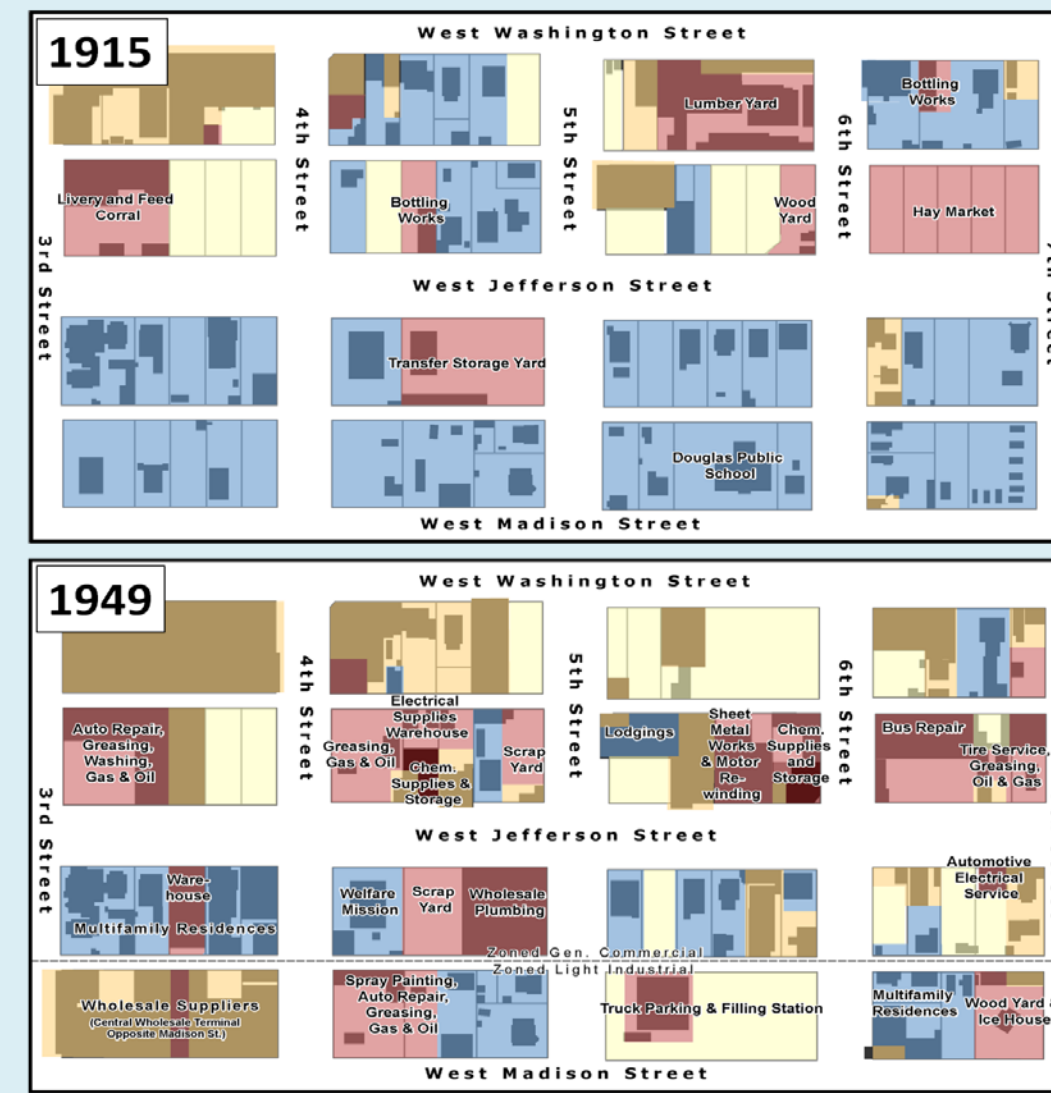 1915
West Washington Street
4th Street
5th Street
6th Street
Lumber Yard
Bottling
Works
Livery and Feed
Corral
Bottling
Works
Wood
Yard
Hay Market
West Jefferson Street
3rd Street
Street
Transfer Storage Yard
Douglas Public
School
West Madison Street
1949
West Washington Street
4th Street
5th Street
6th Street
Auto Repair,
Greasing,
Washing,
Gas & Oil
Electrical
Supplies
Warehouse
Greasing,
Gas & Oil
Chem.
Supplies &
Storage
Scrap
Yard
Lodgings
Sheet
Metal
Works
& Motor
Re-
winding
Chem.
Supplies
and
Storage
Bus Repair
Tire Service,
Greasing,
Oil & Gas
West Jefferson Street
3rd Street
Ware-
house
Multifamily Residences
Welfare
Mission
Scrap
Yard
Wholesale
Plumbing
Automotive
Electrical
Service
Zoned Gen. Commercial
Zoned Light Industrial
Wholesale Suppliers
(Central Wholesale Terminal
Opposite Madison St.)
Spray Painting,
Auto Repair,
Greasing,
Gas & Oil
Truck Parking & Filling Station
Multifamily
Residences
Wood Yard &
Ice House
West Madison Street